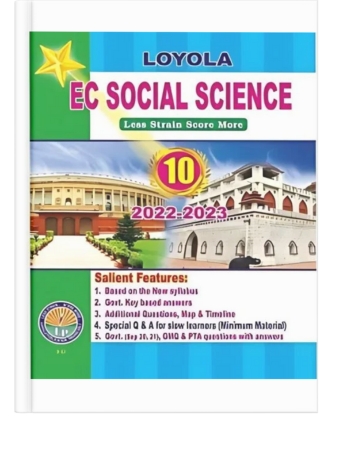 LOYOLA
EC SOCIAL SCIENCE
Less Strain Score More
10
2022-2023
Salient Features:
1. Based on the New syllabus
2. Govt. Key based answers
3. Additional Questions, Map & Timeline
4. Special Q & A for slow learners (Minimum Material)
5. Govt. (Sep 20, 21), GMQ & PTA questions with answers